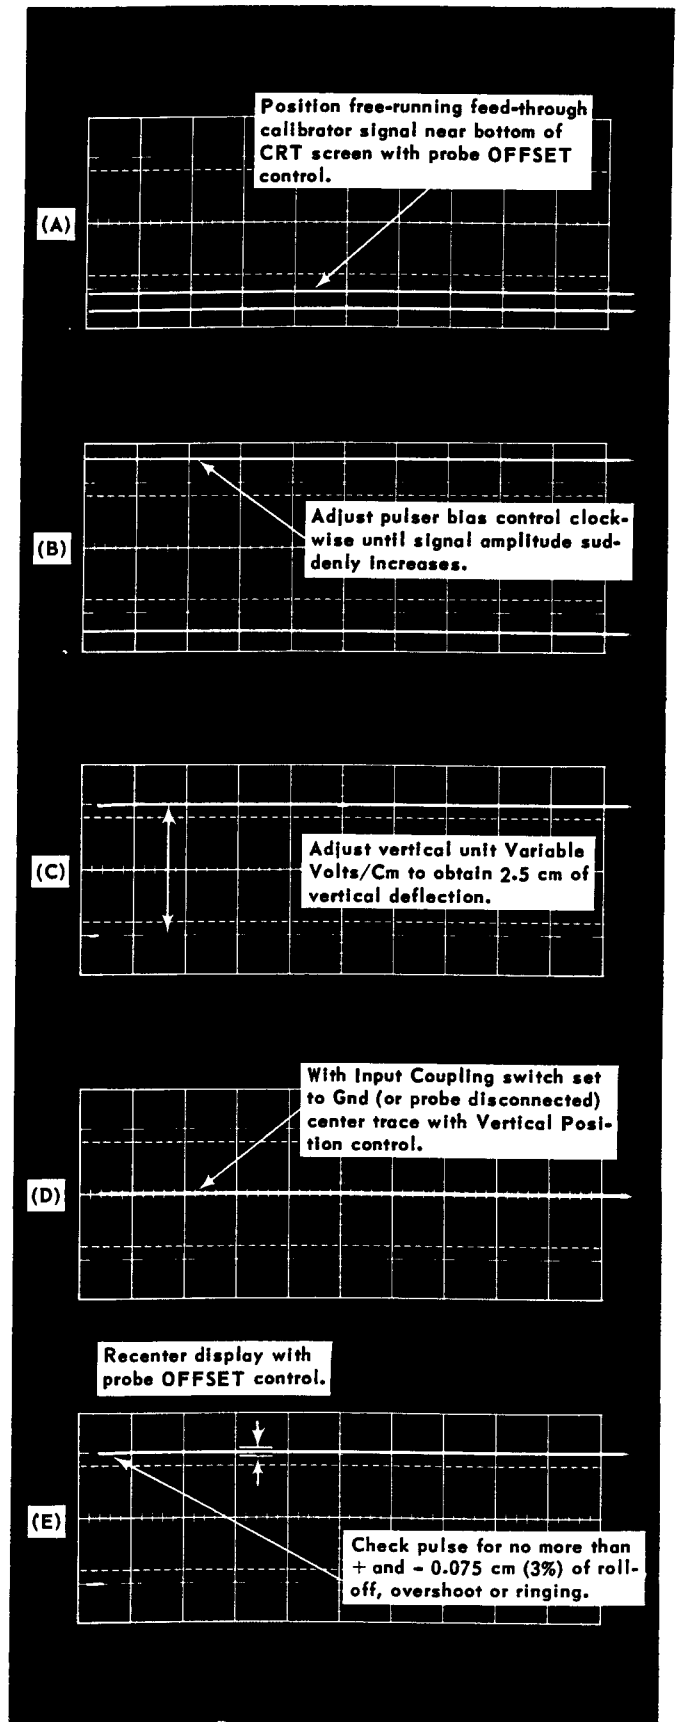 Position free-running feed-through
calibrator signal near bottom of
CRT screen with probe OFFSET
control.
(A)
Adjust pulser bias control clock-
wise until signal amplitude sud-
denly increases.
(B)
Adjust vertical unit Variable
Volts/Cm to obtain 2.5 cm of
vertical deflection.
(C)
With Input Coupling switch set
to Gnd (or probe disconnected)
center trace with Vertical Posi-
tion control.
(D)
Recenter display with
probe OFFSET control.
(E)
Check pulse for no more than
+ and - 0.075 cm (3%) of roll-
off, overshoot or ringing.